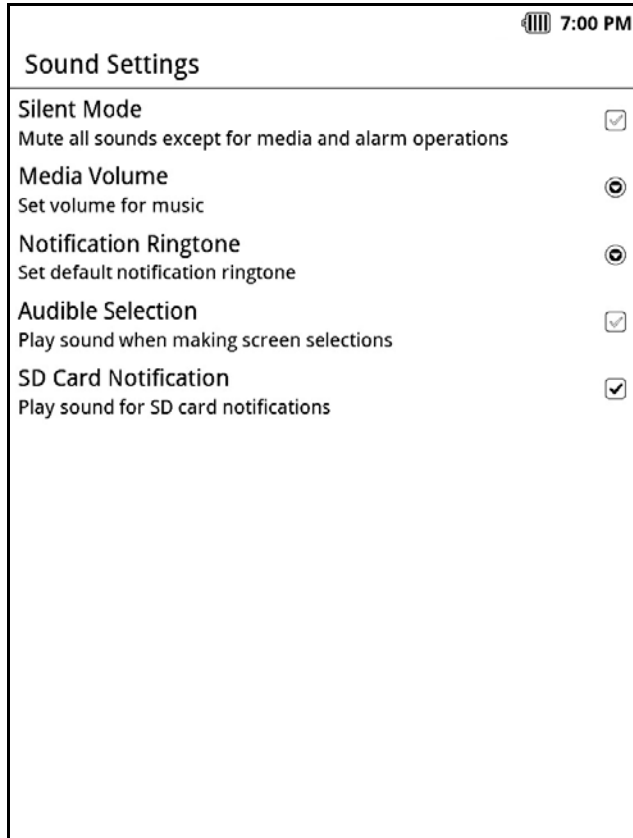 7:00 PM
Sound Settings
Silent Mode
Mute all sounds except for media and alarm operations
Media Volume
Set volume for music
Notification Ringtone
Set default notification ringtone
Audible Selection
Play sound when making screen selections
SD Card Notification
Play sound for SD card notifications